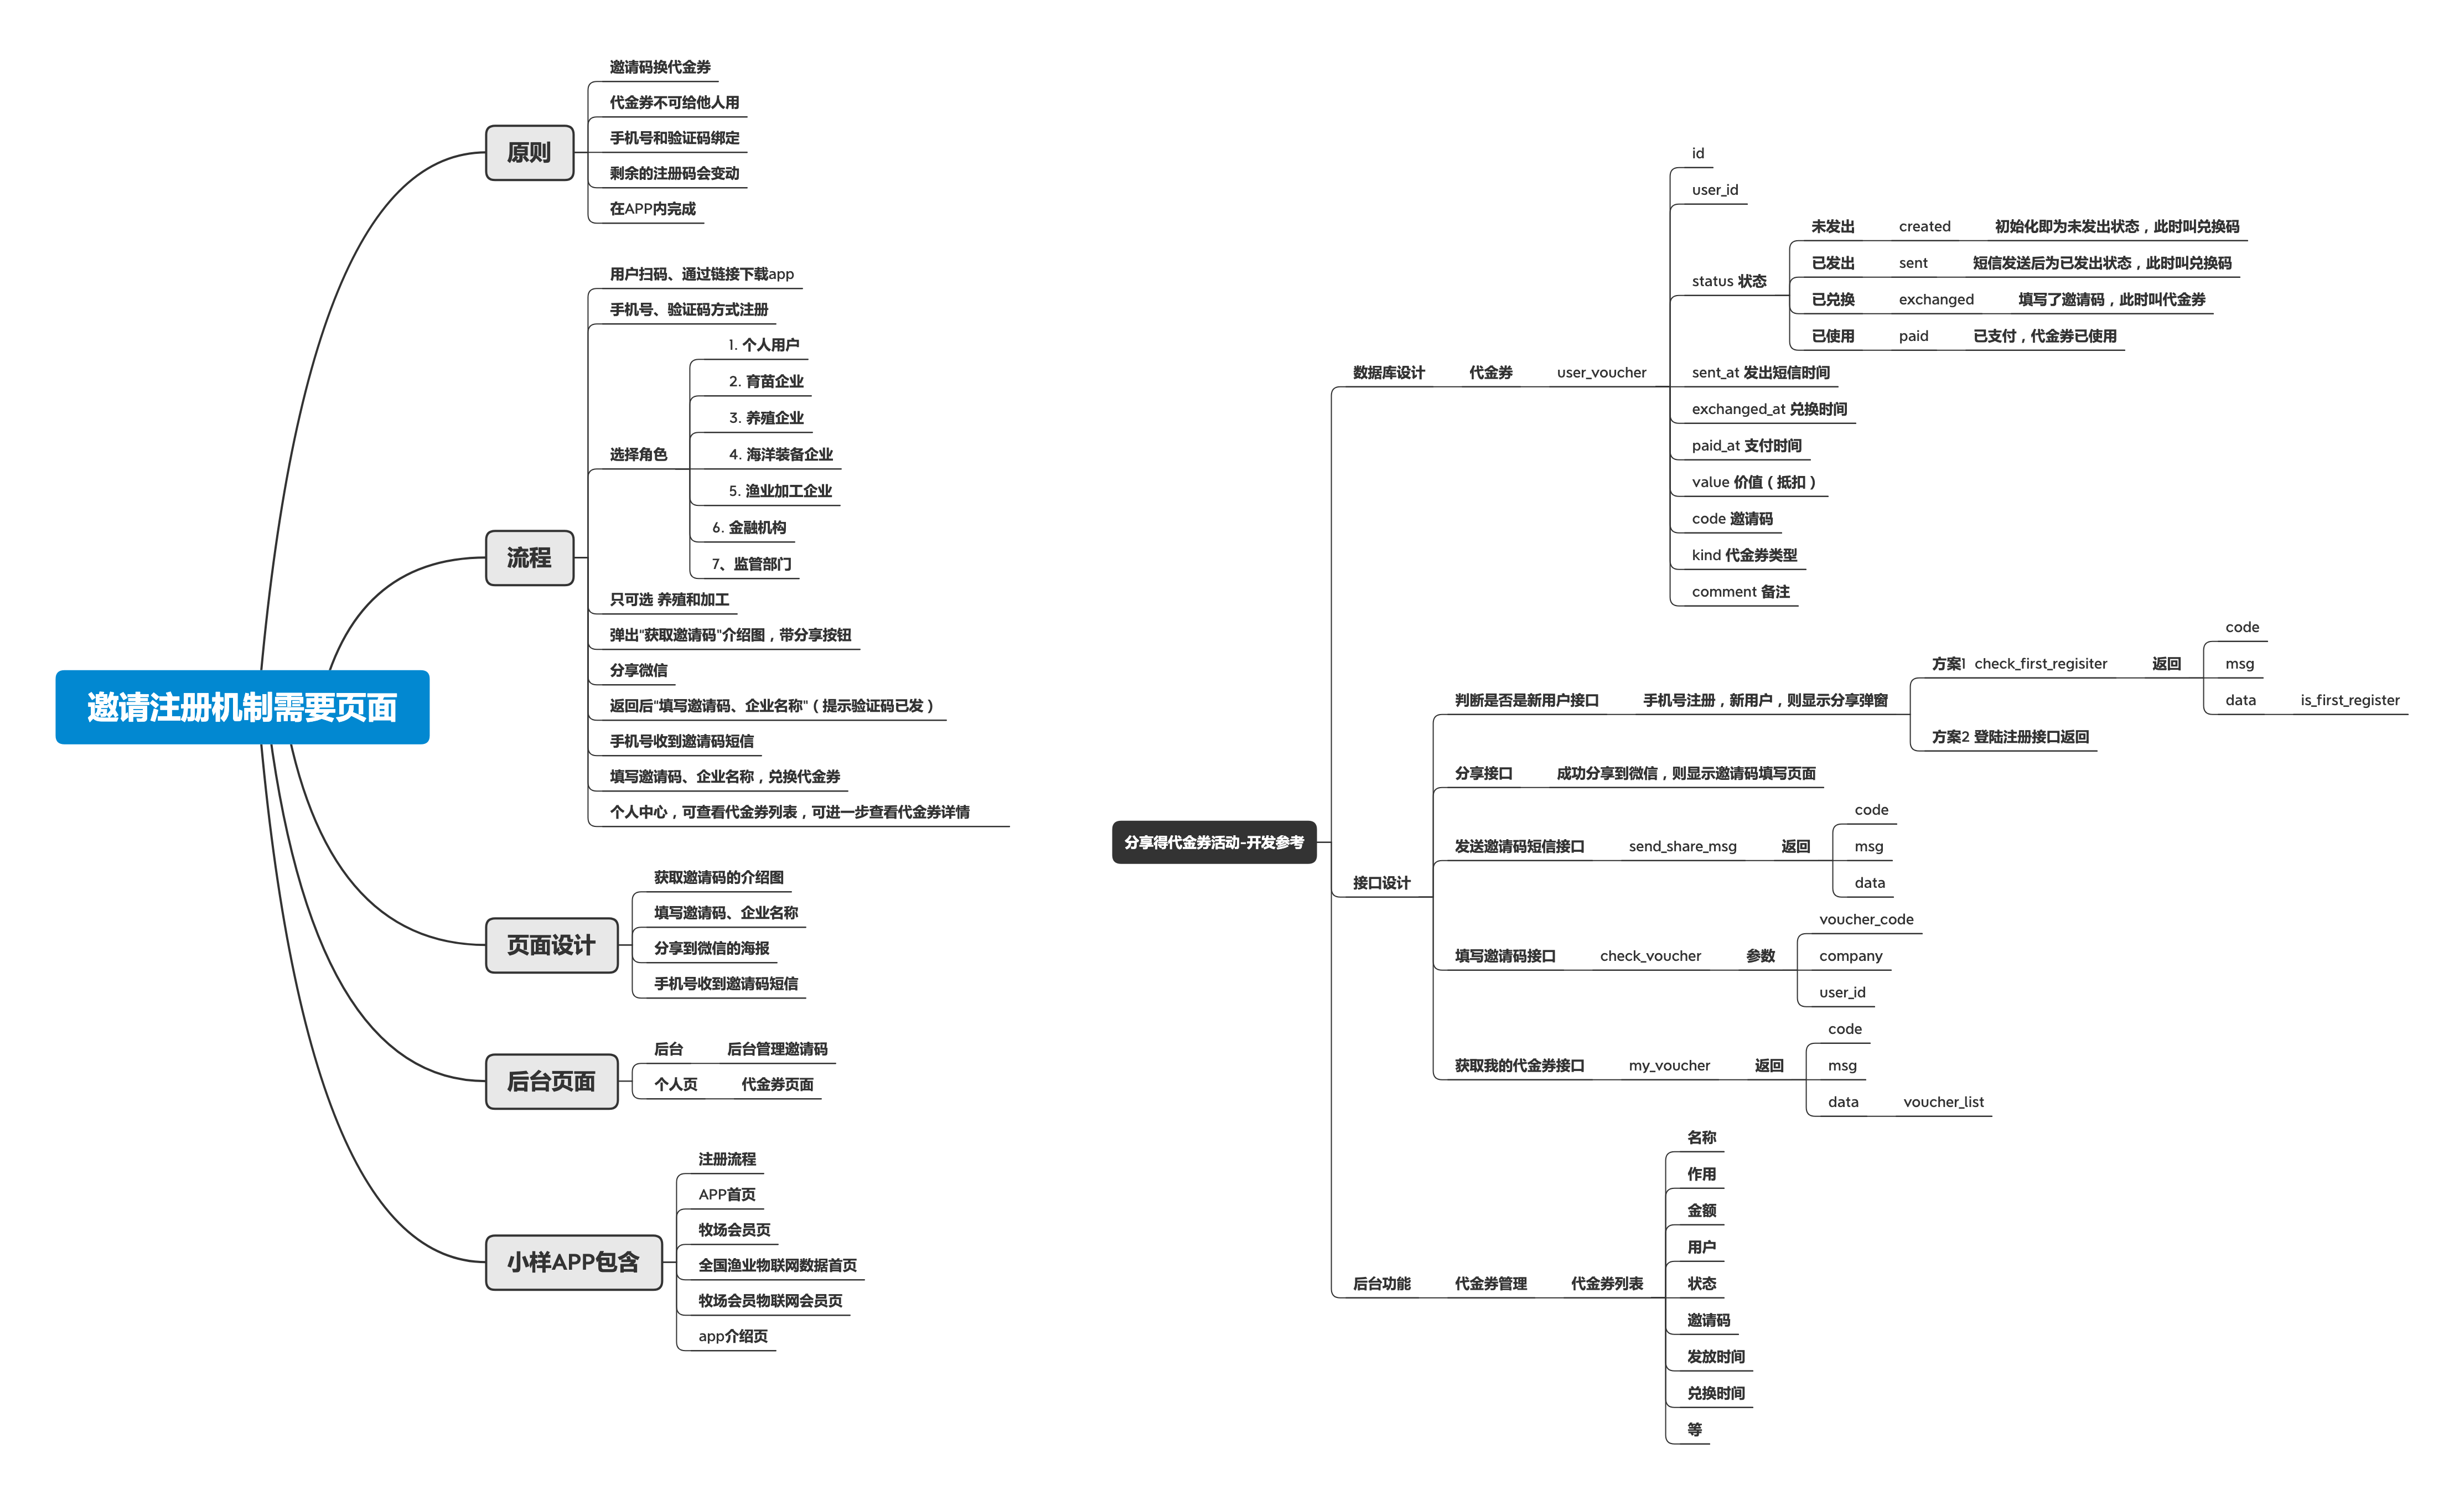 邀请注册机制需要页面
原则
邀请码换代金券
代金券不可给他人用
手机号和验证码绑定
剩余的注册码会变动
在APP内完成
流程
用户扫码、通过链接下载app
手机号、验证码方式注册
选择角色
1. 个人用户
2. 育苗企业
3. 养殖企业
4. 海洋装备企业
5. 渔业加工企业
6. 金融机构
7、监管部门
只可选 养殖和加工
弹出"获取邀请码"介绍图，带分享按钮
分享微信
返回后"填写邀请码、企业名称"（提示验证码已发）
手机号收到邀请码短信
填写邀请码、企业名称，兑换代金券
个人中心，可查看代金券列表，可进一步查看代金券详情
页面设计
获取邀请码的介绍图
填写邀请码、企业名称
分享到微信的海报
手机号收到邀请码短信
后台页面
后台 后台管理邀请码
个人页 代金券页面
小样APP包含
注册流程
APP首页
牧场会员页
全国渔业物联网数据首页
牧场会员物联网会员页
app介绍页
分享得代金券活动-开发参考
数据库设计 代金券 user_voucher
id
user_id
status 状态
未发出 created 初始化即为未发出状态，此时叫兑换码
已发出 sent 短信发送后为已发出状态，此时叫兑换码
已兑换 exchanged 填写了邀请码，此时叫代金券
已使用 paid 已支付，代金券已使用
sent_at 发出短信时间
exchanged_at 兑换时间
paid_at 支付时间
value 价值（抵扣）
code 邀请码
kind 代金券类型
comment 备注
接口设计
判断是否是新用户接口 手机号注册，新用户，则显示分享弹窗
方案1 check_first_regisiter 返回
code
msg
data is_first_register
方案2 登陆注册接口返回
分享接口 成功分享到微信，则显示邀请码填写页面
发送邀请码短信接口 send_share_msg 返回
code
msg
data
填写邀请码接口 check_voucher 参数
voucher_code
company
user_id
获取我的代金券接口 my_voucher 返回
code
msg
data voucher_list
后台功能 代金券管理 代金券列表
名称
作用
金额
用户
状态
邀请码
发放时间
兑换时间
等